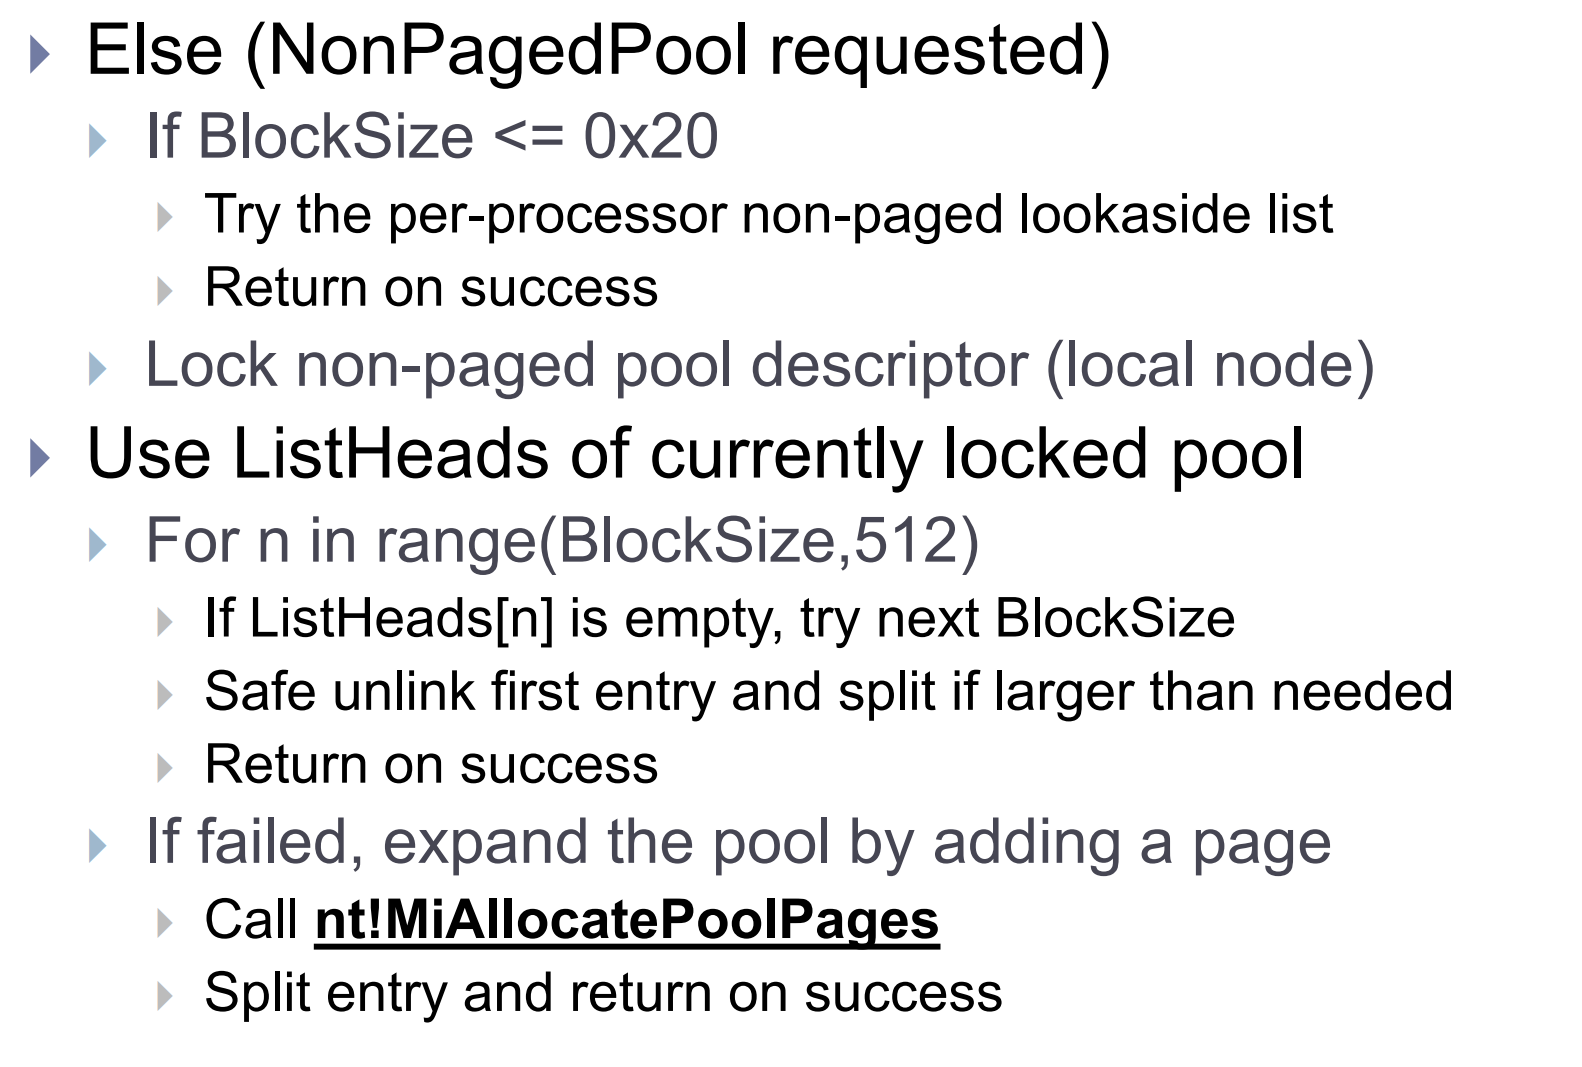 Else (NonPagedPool requested)
If BlockSize <= 0x20
Try the per-processor non-paged lookaside list
Return on success
Lock non-paged pool descriptor (local node)
Use ListHeads of currently locked pool
For n in range(BlockSize,512)
If ListHeads[n] is empty, try next BlockSize
Safe unlink first entry and split if larger than needed
Return on success
If failed, expand the pool by adding a page
Call nt!MiAllocatePoolPages
Split entry and return on success